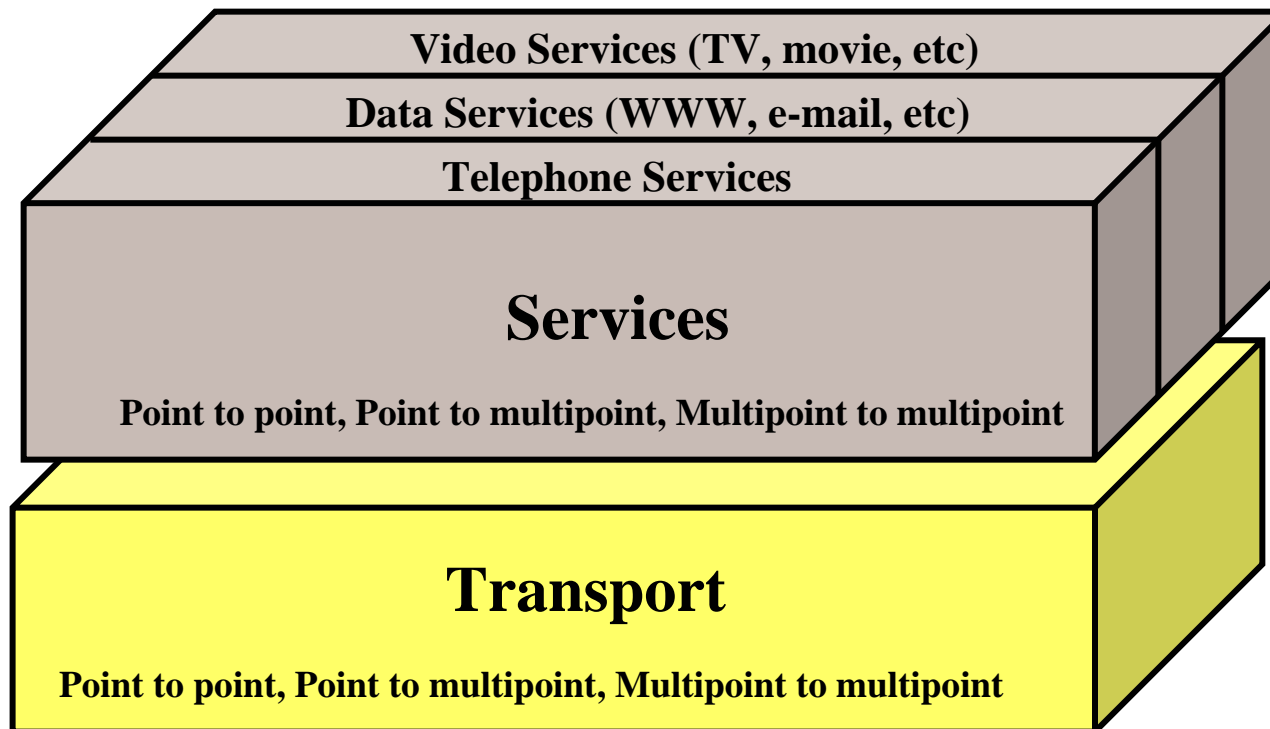 Video Services (TV, movie, etc)
Data Services (WWW, e-mail, etc)
Telephone Services
Services
Point to point, Point to multipoint, Multipoint to multipoint
Transport
Point to point, Point to multipoint, Multipoint to multipoint